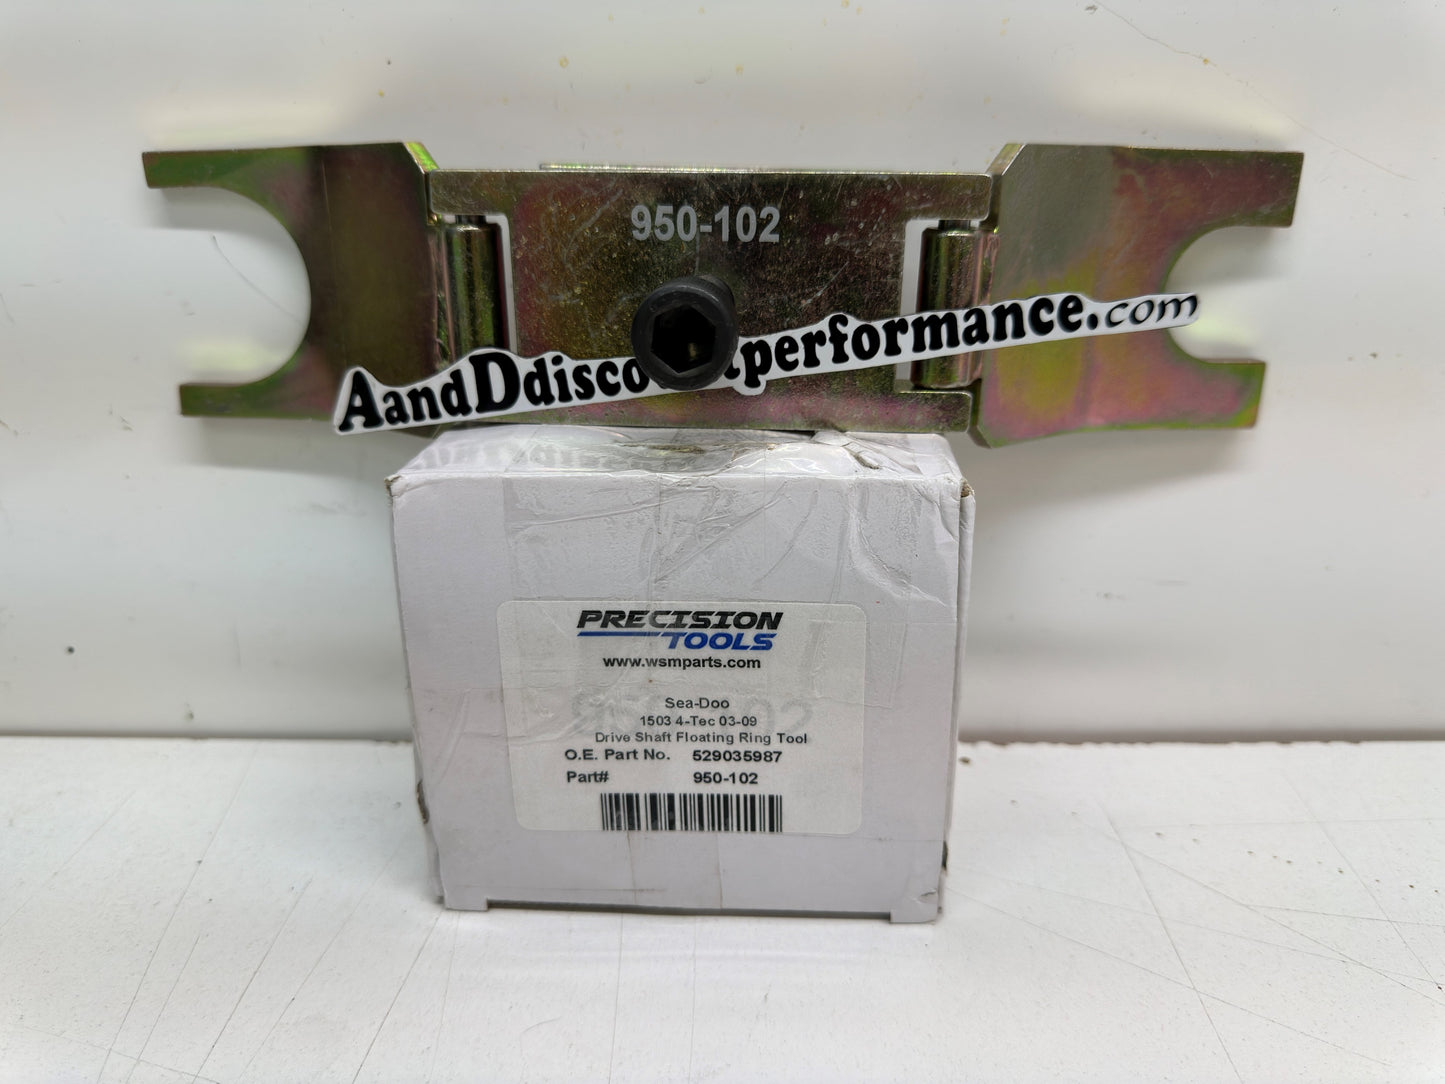 950-102
AandDdisco tperformance.com
PRECISION
TOOLS
www.wsmparts.com
Sea-Doo
1503 4-Tec 03-09
Drive Shaft Floating Ring Tool
O.E. Part No. 529035987
Part# 950-102